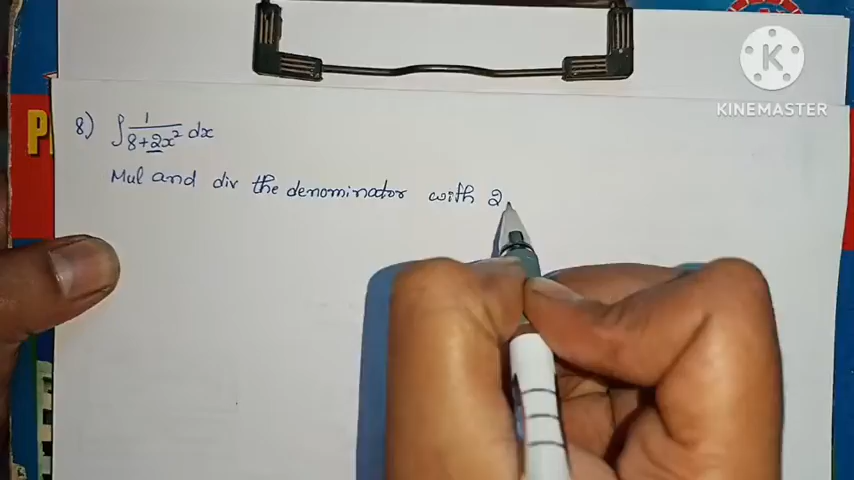 8) ∫ 1/(8+2x²) dx
Mul and div the denominator with 2
KINEMASTER